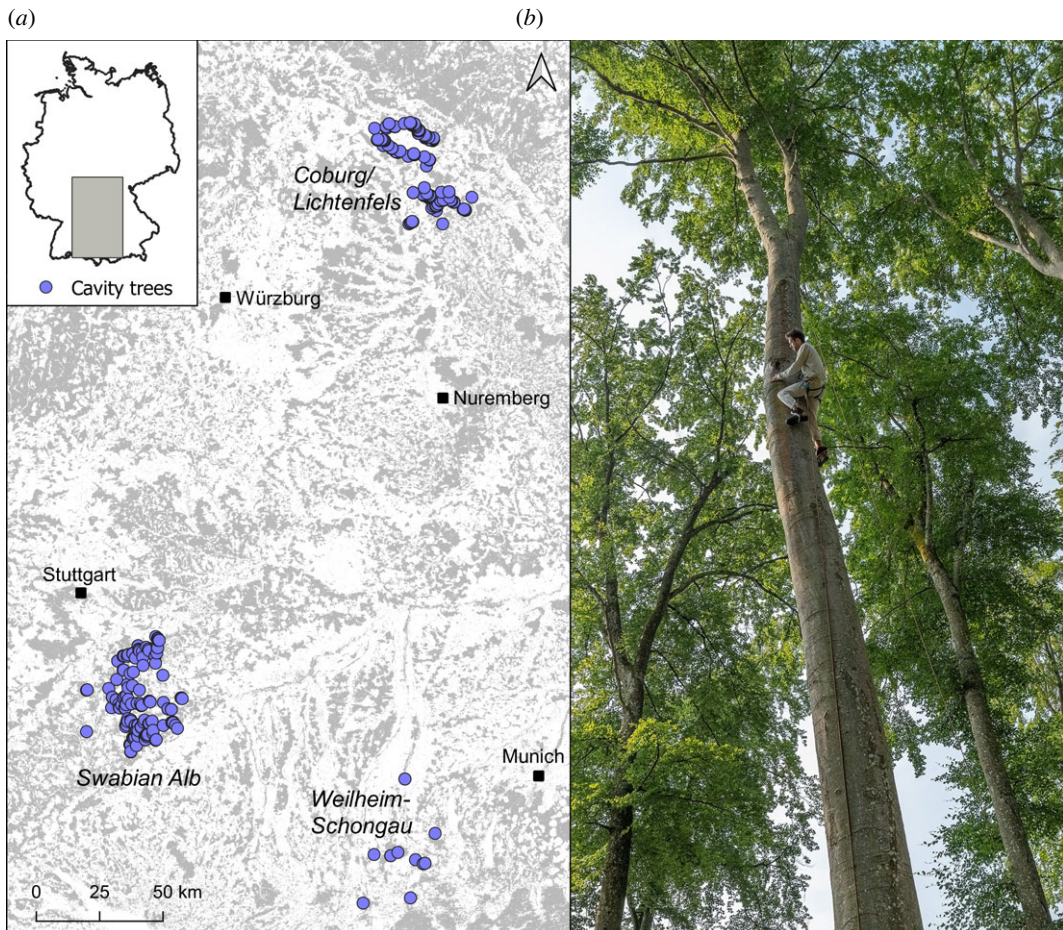 (a)
(b)
Cavity trees
Coburg/
Lichtenfels
Würzburg
Nuremberg
Stuttgart
Swabian Alb
Munich
Weilheim-
Schongau
0 25 50 km